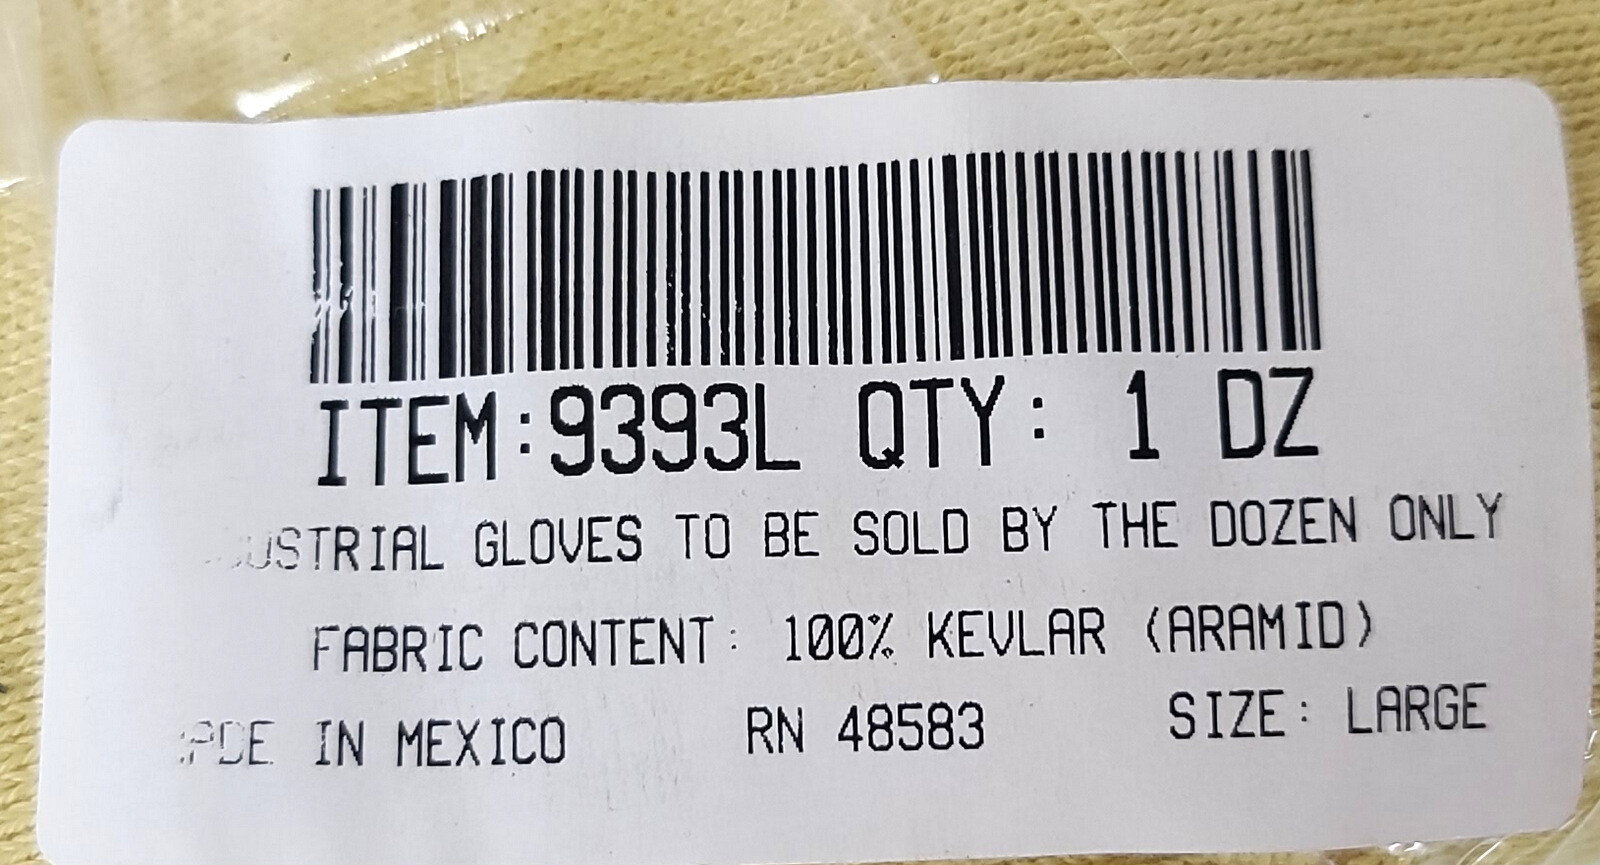 ITEM:9393L QTY: 1 DZ
GLOVES TO BE SOLD BY THE DOZEN ONLY
FABRIC CONTENT: 100% KEVLAR (ARAMID)
IN MEXICO RN 48583 SIZE: LARGE